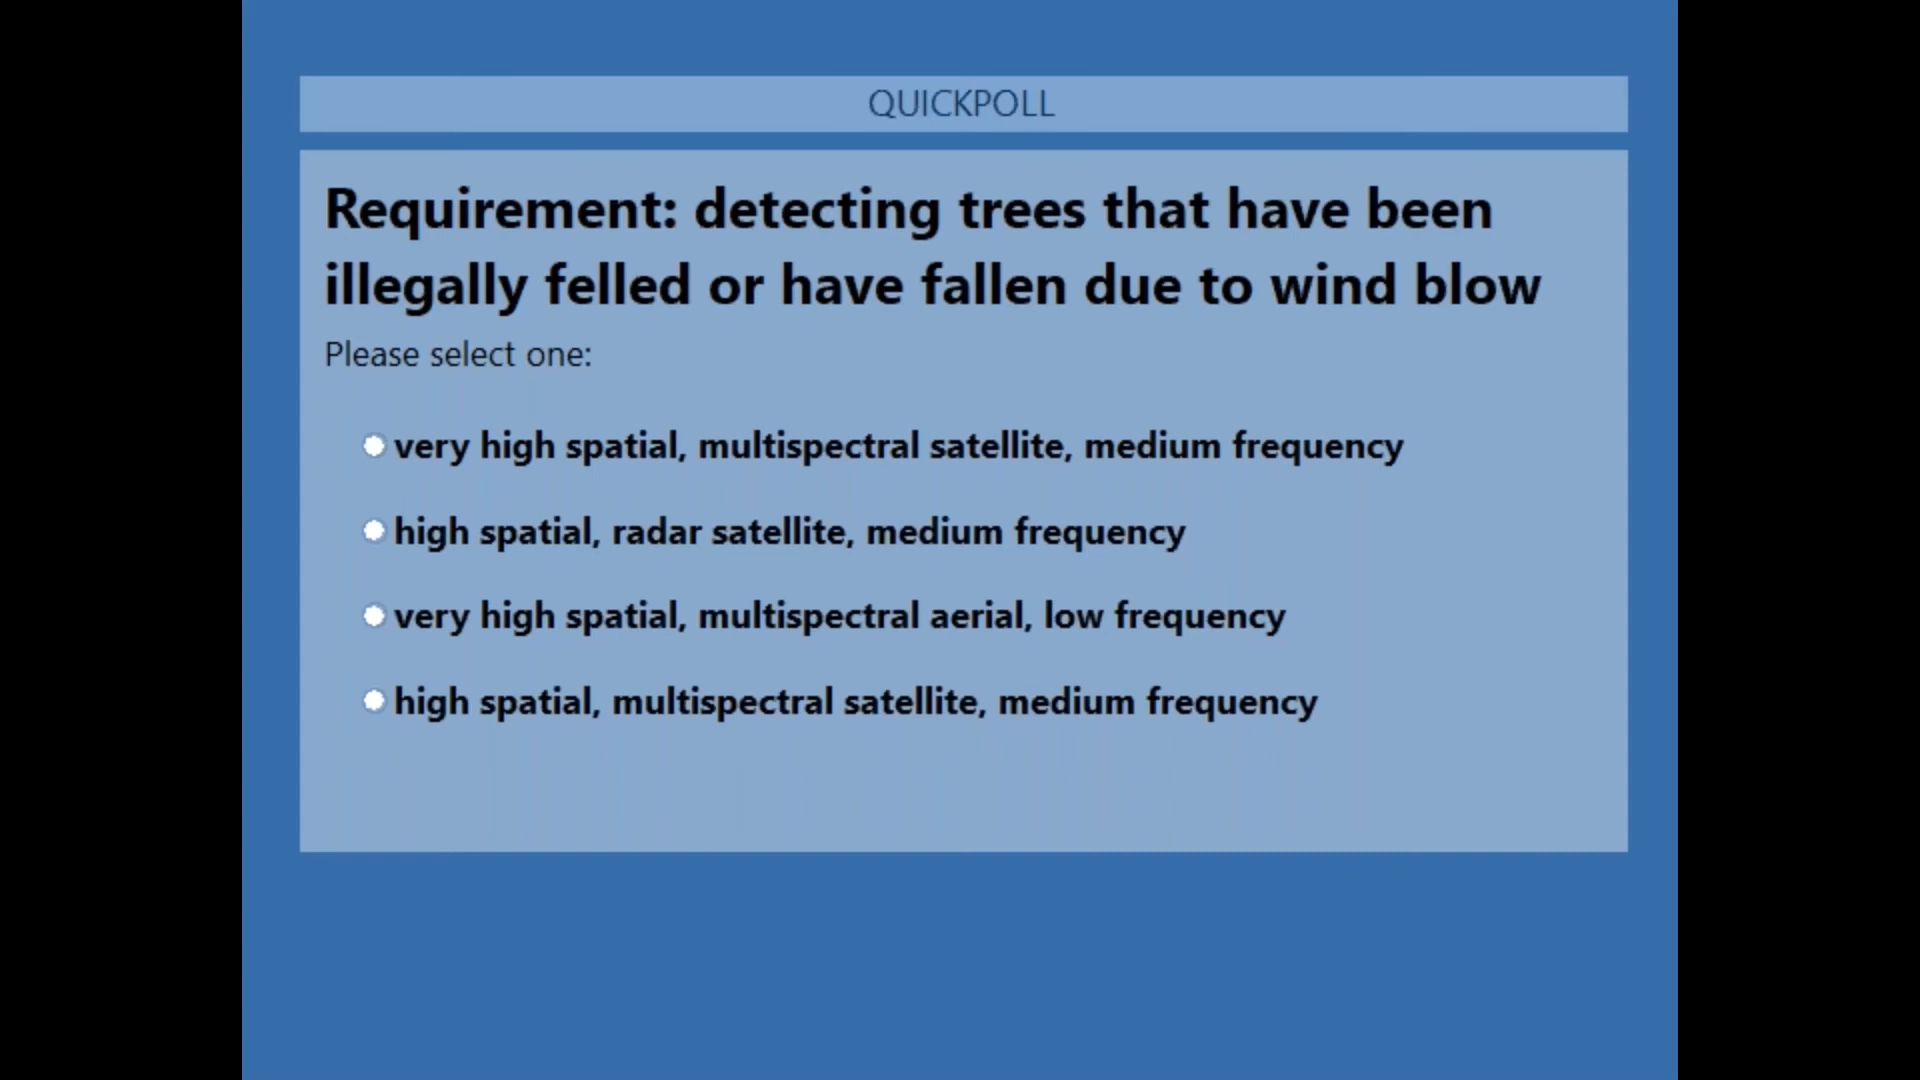 QUICKPOLL
Requirement: detecting trees that have been
illegally felled or have fallen due to wind blow
Please select one:
very high spatial, multispectral satellite, medium frequency
high spatial, radar satellite, medium frequency
very high spatial, multispectral aerial, low frequency
high spatial, multispectral satellite, medium frequency